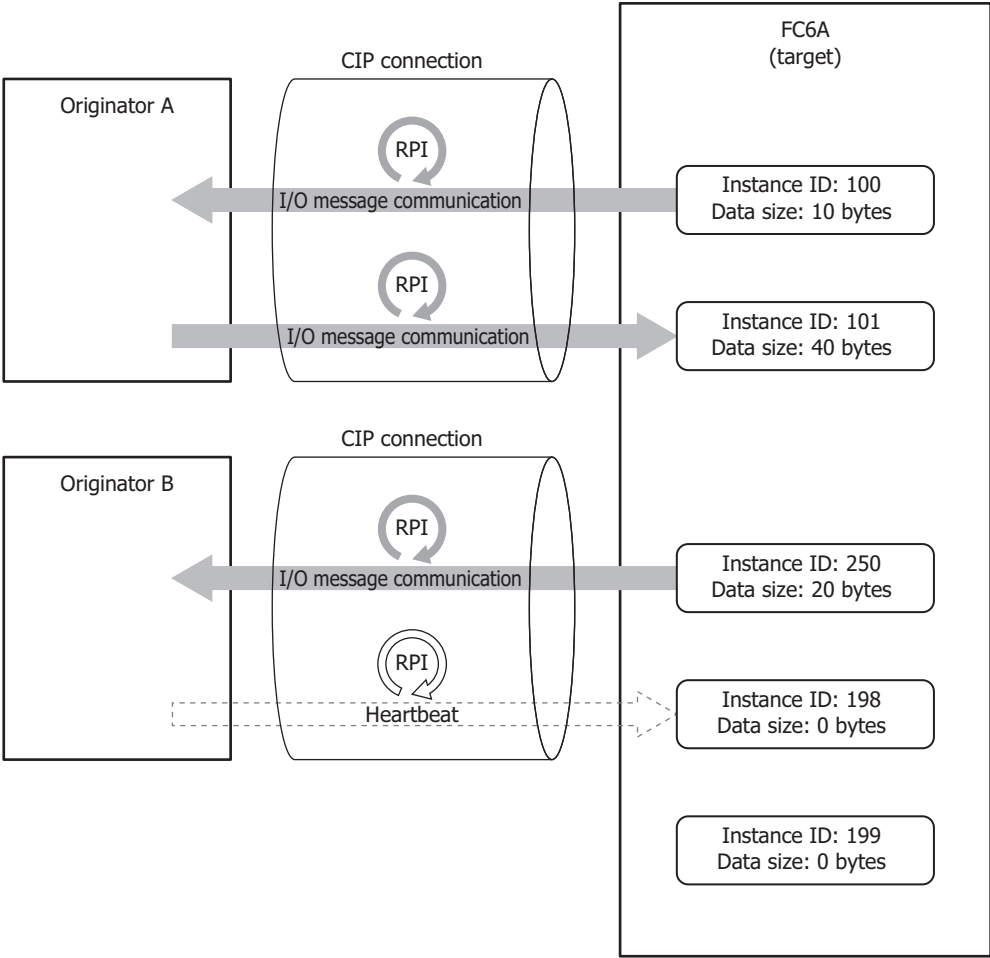 FC6A
(target)
CIP connection
Originator A
RPI
I/O message communication
Instance ID: 100
Data size: 10 bytes
RPI
I/O message communication
Instance ID: 101
Data size: 40 bytes
CIP connection
Originator B
RPI
I/O message communication
Instance ID: 250
Data size: 20 bytes
RPI
Heartbeat
Instance ID: 198
Data size: 0 bytes
Instance ID: 199
Data size: 0 bytes